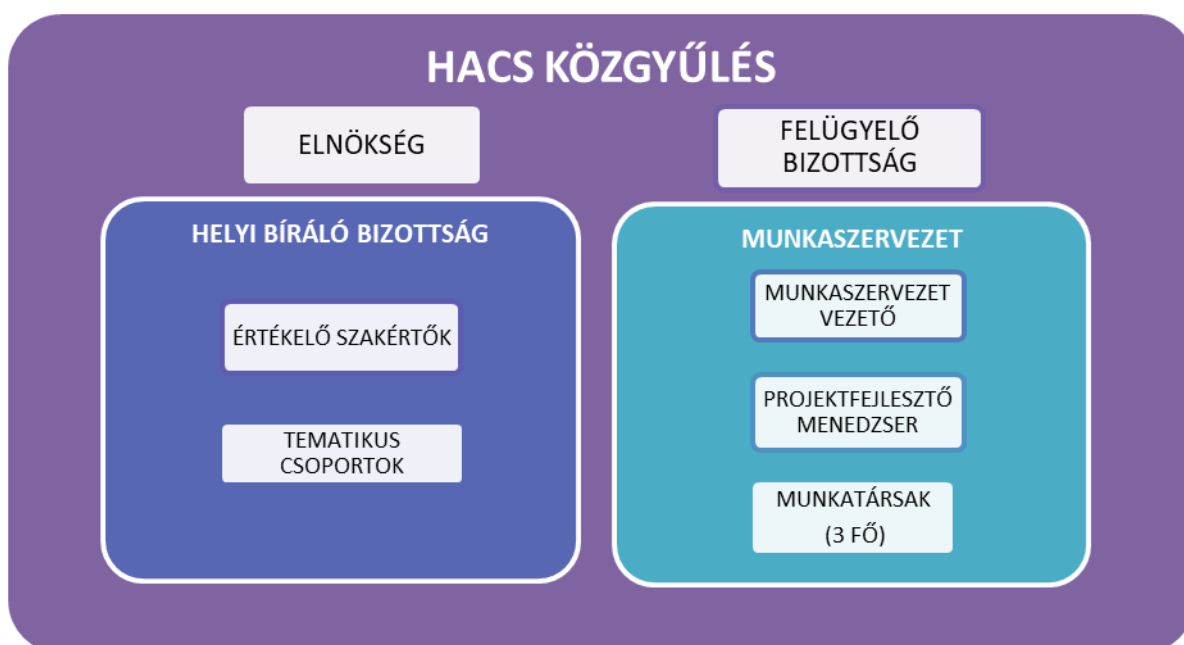 HACS KÖZGYŰLÉS
ELNÖKSÉG
FELÜGYELŐ
BIZOTTSÁG
HELYI BÍRÁLÓ BIZOTTSÁG
ÉRTÉKELŐ SZAKÉRTŐK
TEMATIKUS
CSOPORTOK
MUNKASZERVEZET
MUNKASZERVEZET
VEZETŐ
PROJEKTFEJLESZTŐ
MENEDZSER
MUNKATÁRSAK
(3 FŐ)